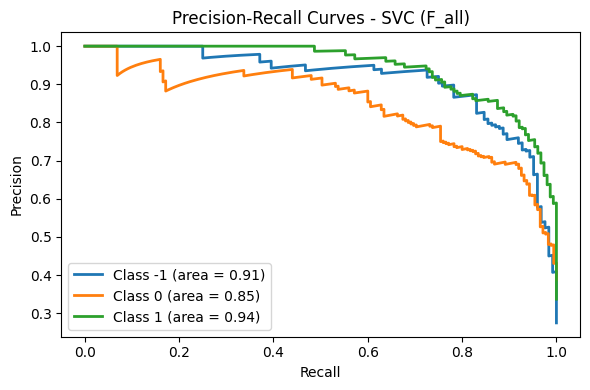 Precision-Recall Curves - SVC (F_all)
Precision
1.0
0.9
0.8
0.7
0.6
0.5
0.4
0.3
Class -1 (area = 0.91)
Class 0 (area = 0.85)
Class 1 (area = 0.94)
0.0 0.2 0.4 0.6 0.8 1.0
Recall